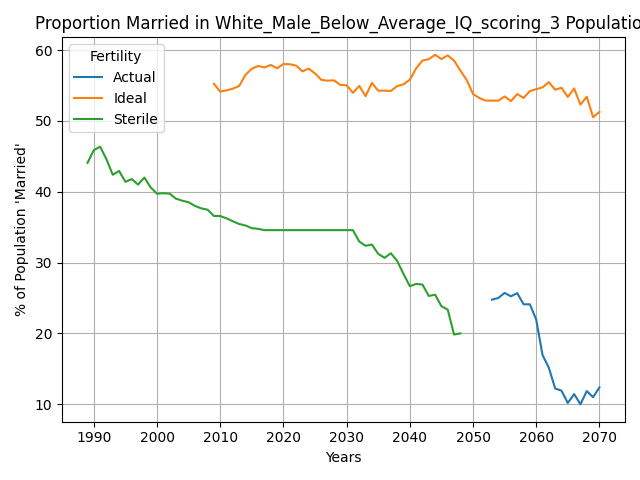 Proportion Married in White_Male_Below_Average_IQ_scoring_3 Populatio
Fertility
Actual
Ideal
Sterile
% of Population 'Married'
60
50
40
30
20
10
1990
2000
2010
2020
2030
2040
2050
2060
2070
Years